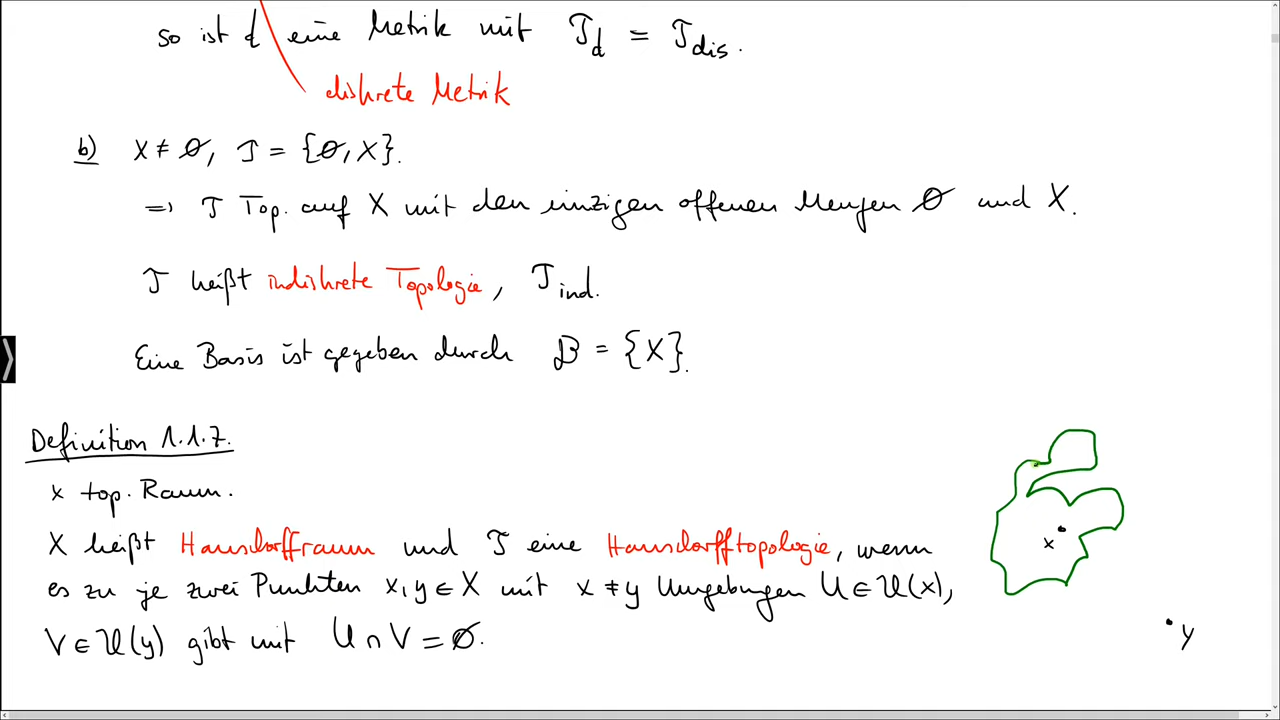 so ist d eine Metrik mit 𝒯_d = 𝒯_dis.
diskrete Metrik
b) X ≠ ∅, 𝒯 = {∅, X}.
⇒ 𝒯 Top. auf X mit den einzigen offenen Mengen ∅ und X.
𝒯 heißt indiskrete Topologie, 𝒯_ind.
Eine Basis ist gegeben durch ℬ = {X}.
Definition 1.1.7.
X top. Raum.
X heißt Hausdorffraum und 𝒯 eine Hausdorfftopologie, wenn
es zu je zwei Punkten x, y ∈ X mit x ≠ y Umgebungen U ∈ 𝒰(x),
V ∈ 𝒰(y) gibt mit U ∩ V = ∅.
x
y